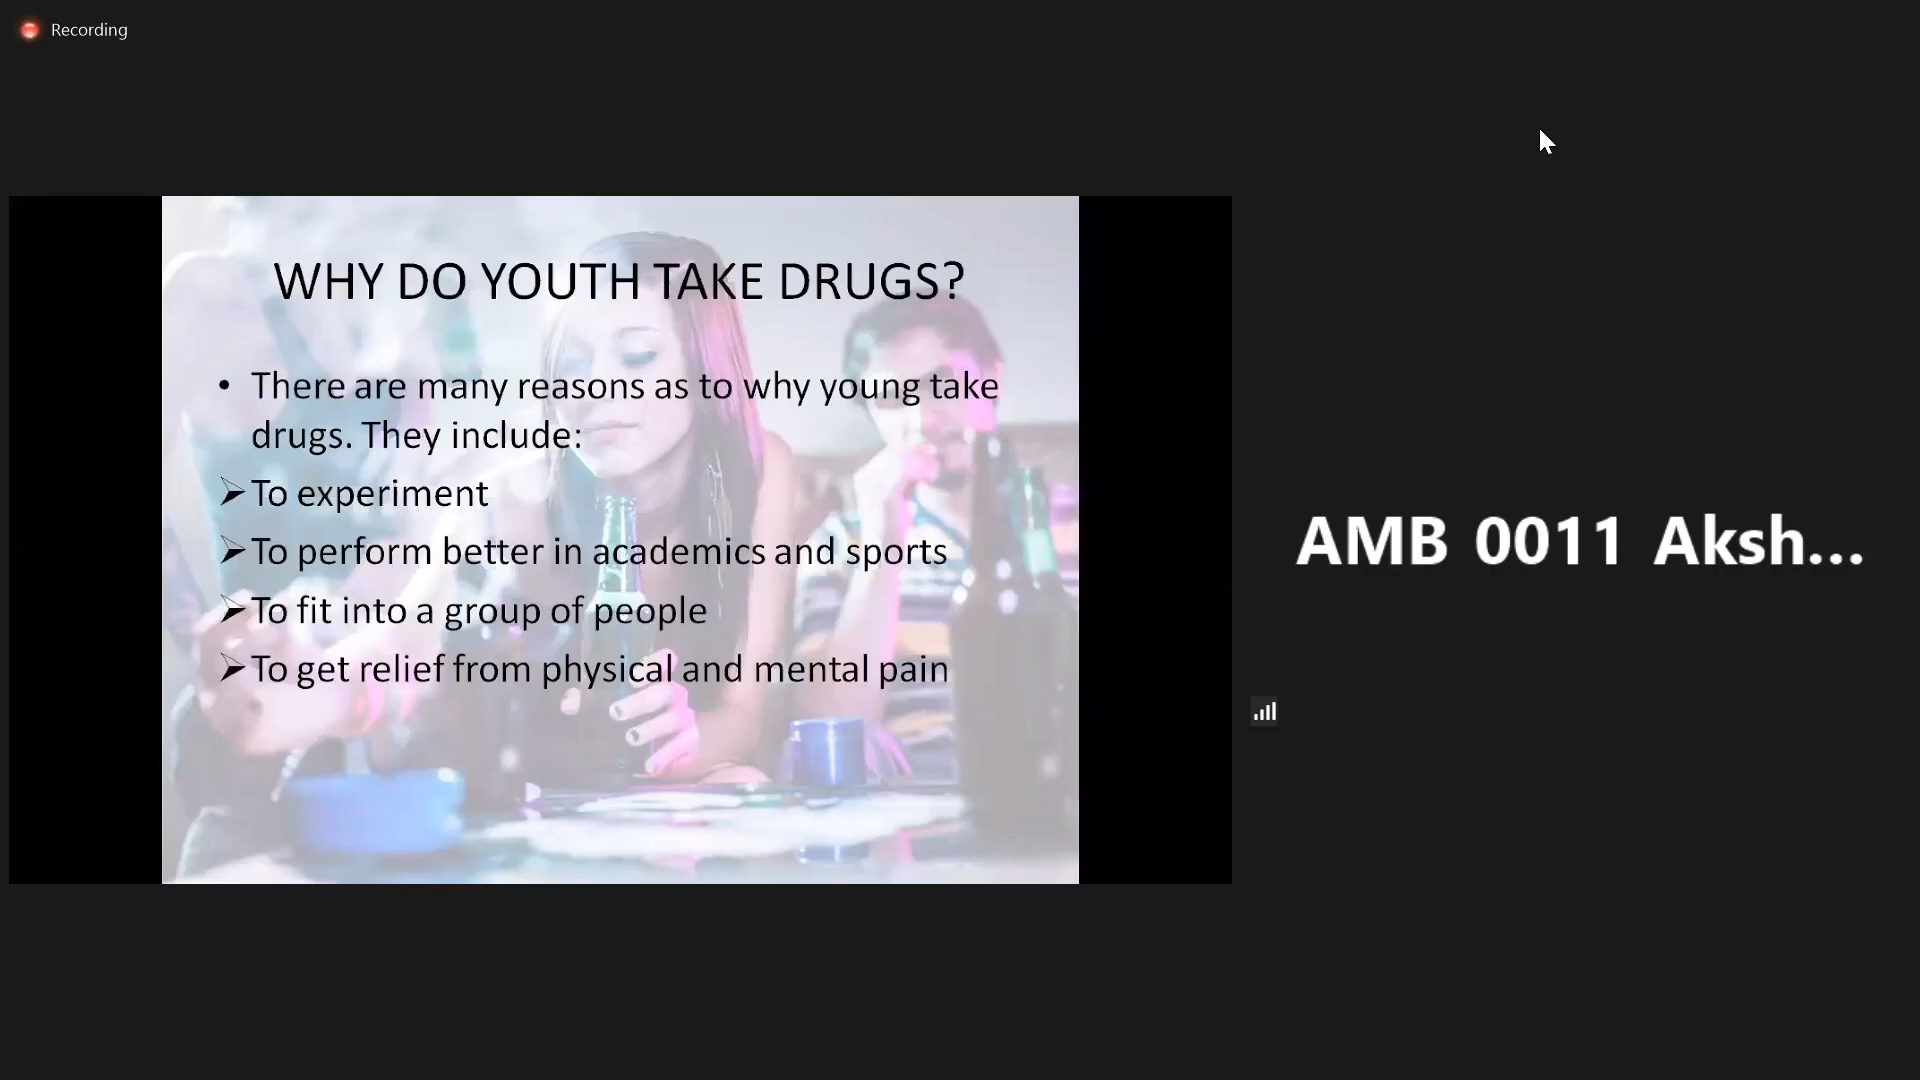 Recording
WHY DO YOUTH TAKE DRUGS?
• There are many reasons as to why young take
drugs. They include:
➢To experiment
➢To perform better in academics and sports
➢To fit into a group of people
➢To get relief from physical and mental pain
AMB 0011 Aksh...